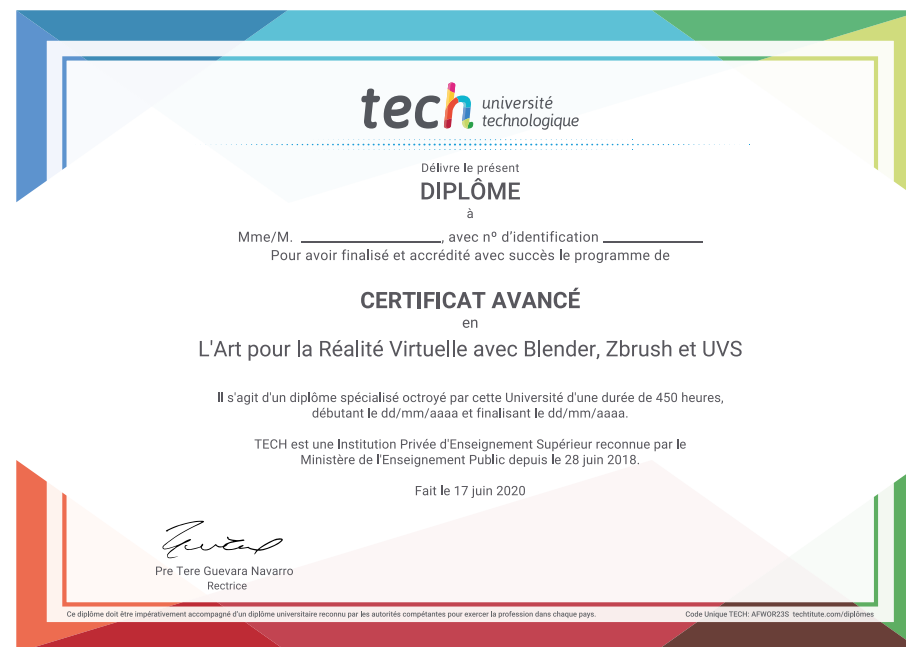 tech université
technologique
Délivre le présent
DIPLÔME
à
Mme/M. ____________________, avec nº d'identification ______________
Pour avoir finalisé et accrédité avec succès le programme de
CERTIFICAT AVANCÉ
en
L'Art pour la Réalité Virtuelle avec Blender, Zbrush et UVS
Il s'agit d'un diplôme spécialisé octroyé par cette Université d'une durée de 450 heures,
débutant le dd/mm/aaaa et finalisant le dd/mm/aaaa.
TECH est une Institution Privée d'Enseignement Supérieur reconnue par le
Ministère de l'Enseignement Public depuis le 28 juin 2018.
Fait le 17 juin 2020
Pre Tere Guevara Navarro
Rectrice
Ce diplôme doit être impérativement accompagné d'un diplôme universitaire reconnu par les autorités compétantes pour exercer la profession dans chaque pays.
Code Unique TECH: AFWOR23S techtitute.com/diplômes